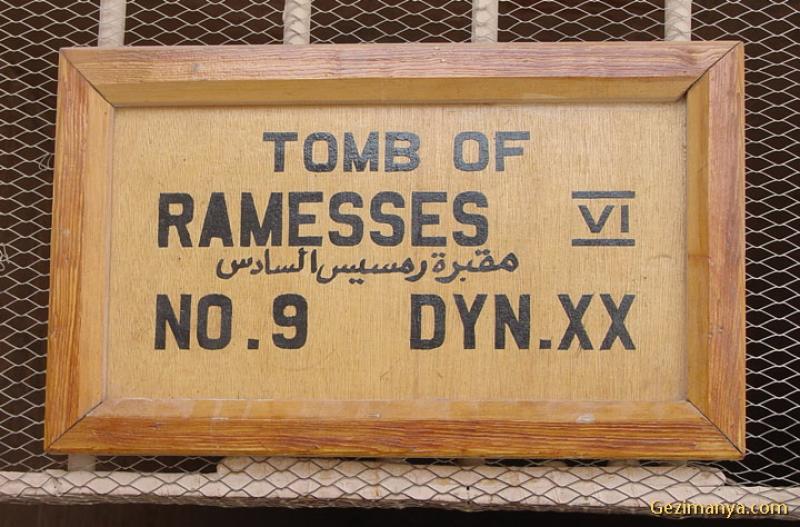 TOMB OF
RAMESSES VI
مقبرة رمسيس السادس
NO.9 DYN.XX
Gezimanya.com